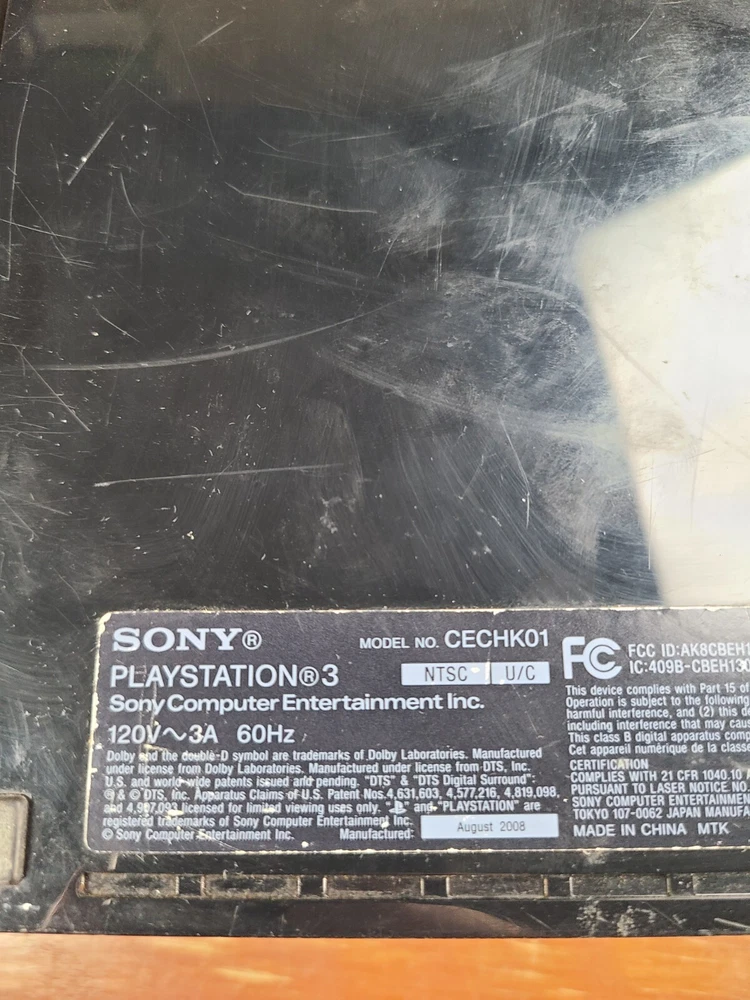 SONY®
MODEL NO. CECHK01
PLAYSTATION®3
NTSC U/C
Sony Computer Entertainment Inc.
120V～3A 60Hz
Dolby and the double-D symbol are trademarks of Dolby Laboratories. Manufactured
under license from Dolby Laboratories. Manufactured under license from DTS, Inc.
U.S. and world-wide patents issued and pending. "DTS" & "DTS Digital Surround":
® & © DTS, Inc. Apparatus Claims of U.S. Patent Nos.4,631,603, 4,577,216, 4,819,098,
and 4,907,093 licensed for limited viewing uses only. " " and "PLAYSTATION" are
registered trademarks of Sony Computer Entertainment Inc.
© Sony Computer Entertainment Inc. Manufactured: August 2008
FC FCC ID:AK8CBEH1
IC:409B-CBEH130
This device complies with Part 15 of
Operation is subject to the following
harmful interference, and (2) this de
including interference that may caus
This class B digital apparatus comp
Cet appareil numérique de la classe
CERTIFICATION
COMPLIES WITH 21 CFR 1040.10
PURSUANT TO LASER NOTICE NO.
SONY COMPUTER ENTERTAINMEN
TOKYO 107-0062 JAPAN MANUFA
MADE IN CHINA MTK